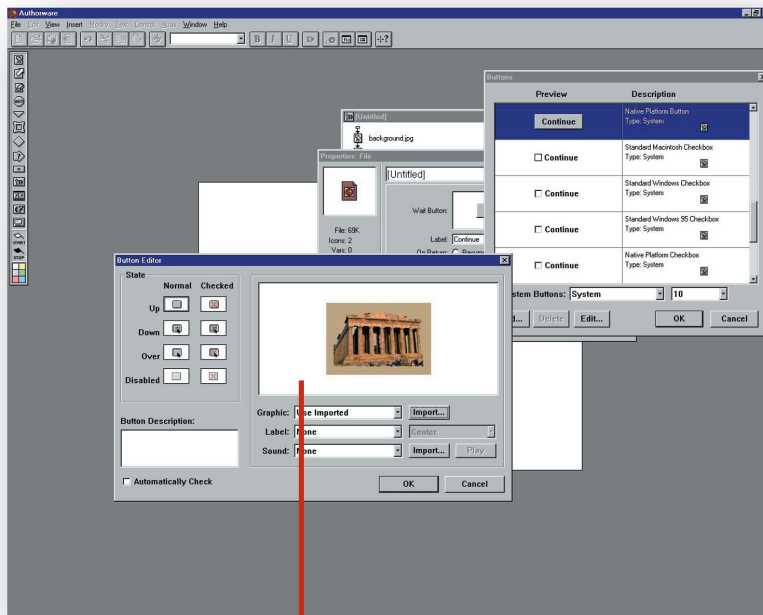 Authorware
File Edit View Insert Modify Text Control Xtras Window Help
B I U
[Untitled]
background.jpg
Properties: File
[Untitled]
File: 69K
Icons: 2
Vars: 0
Wait Button:
Label: Continue
On Return:
Buttons
Preview Description
Continue Native Platform Button
Type: System
Continue Standard Macintosh Checkbox
Type: System
Continue Standard Windows Checkbox
Type: System
Continue Standard Windows 95 Checkbox
Type: System
Continue Native Platform Checkbox
Type: System
Buttons: System 10
Delete Edit... OK Cancel
START
STOP
Button Editor
State
Normal Checked
Up
Down
Over
Disabled
Button Description:
Automatically Check
Graphic: Use Imported Import...
Label: None Center
Sound: None Import... Play
OK Cancel